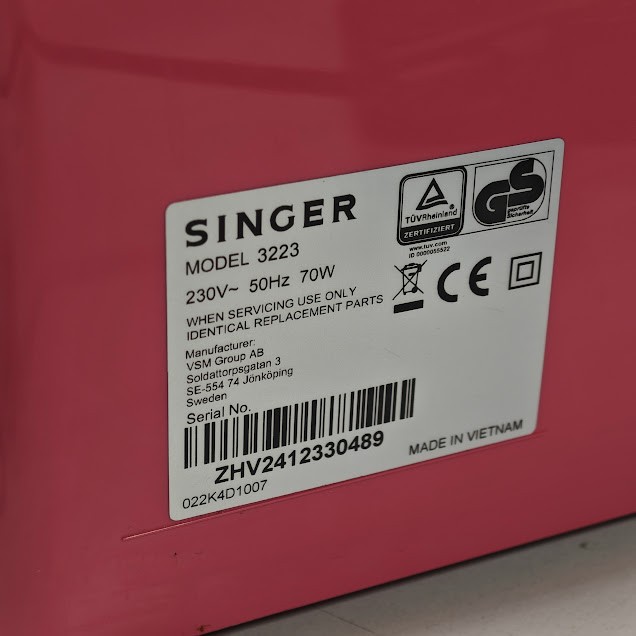 SINGER
MODEL 3223
230V~ 50Hz 70W
WHEN SERVICING USE ONLY
IDENTICAL REPLACEMENT PARTS
Manufacturer:
VSM Group AB
Soldattorpsgatan 3
SE-554 74 Jönköping
Sweden
Serial No.
ZHV2412330489
022K4D1007
TÜVRheinland
ZERTIFIZIERT
www.tuv.com
ID 0000055522
GS
geprüfte
Sicherheit
CE
MADE IN VIETNAM